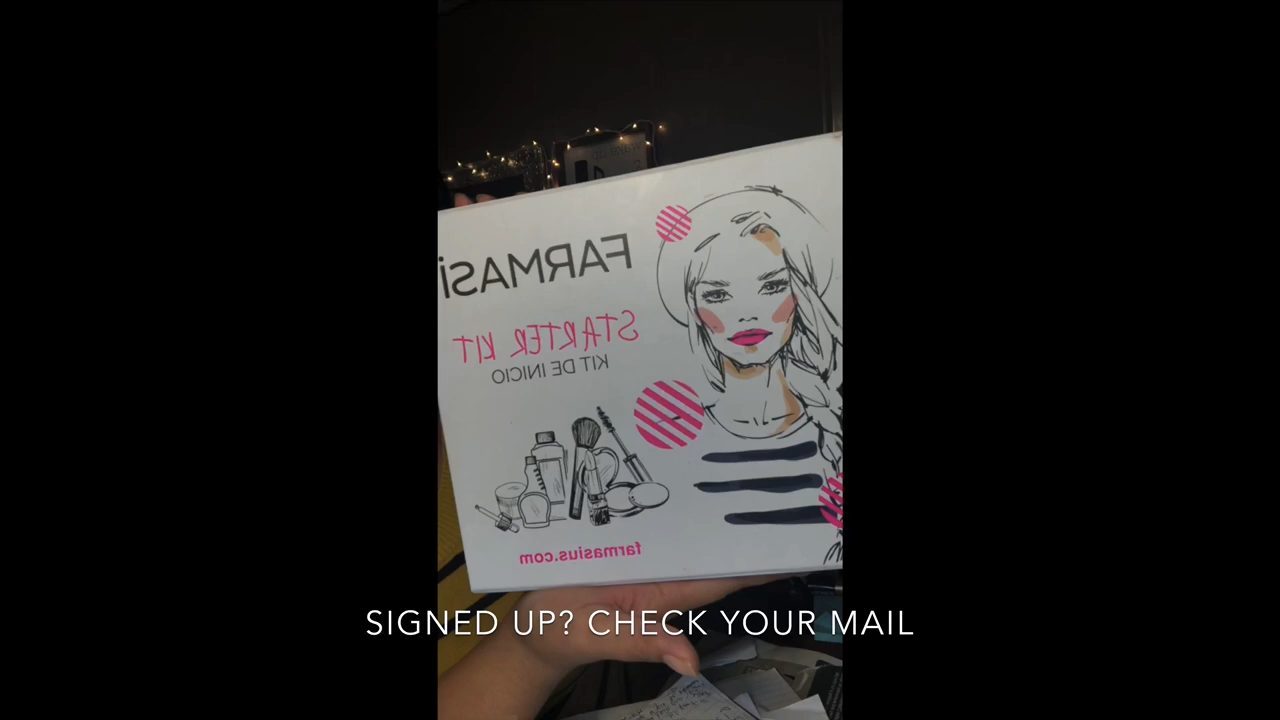 FARMASi
STARTER KIT
KIT DE INICIO
farmasius.com
SIGNED UP? CHECK YOUR MAIL